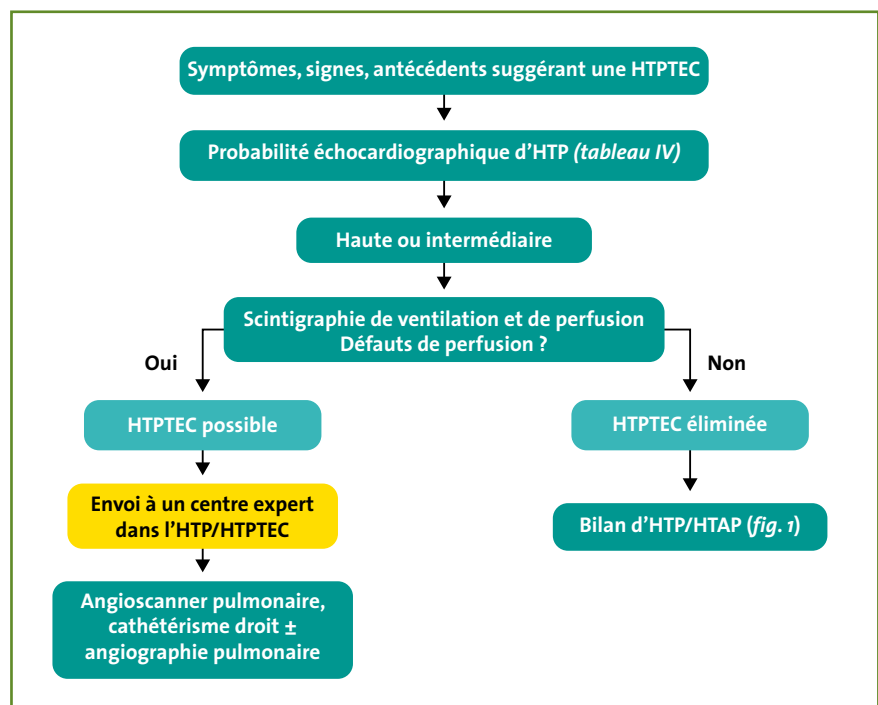 Symptômes, signes, antécédents suggérant une HTPTEC
Probabilité échocardiographique d’HTP (tableau IV)
Haute ou intermédiaire
Scintigraphie de ventilation et de perfusion
Défauts de perfusion ?
Oui
Non
HTPTEC possible
HTPTEC éliminée
Envoi à un centre expert
dans l’HTP/HTPTEC
Bilan d’HTP/HTAP (fig. 1)
Angioscanner pulmonaire,
cathétérisme droit ±
angiographie pulmonaire